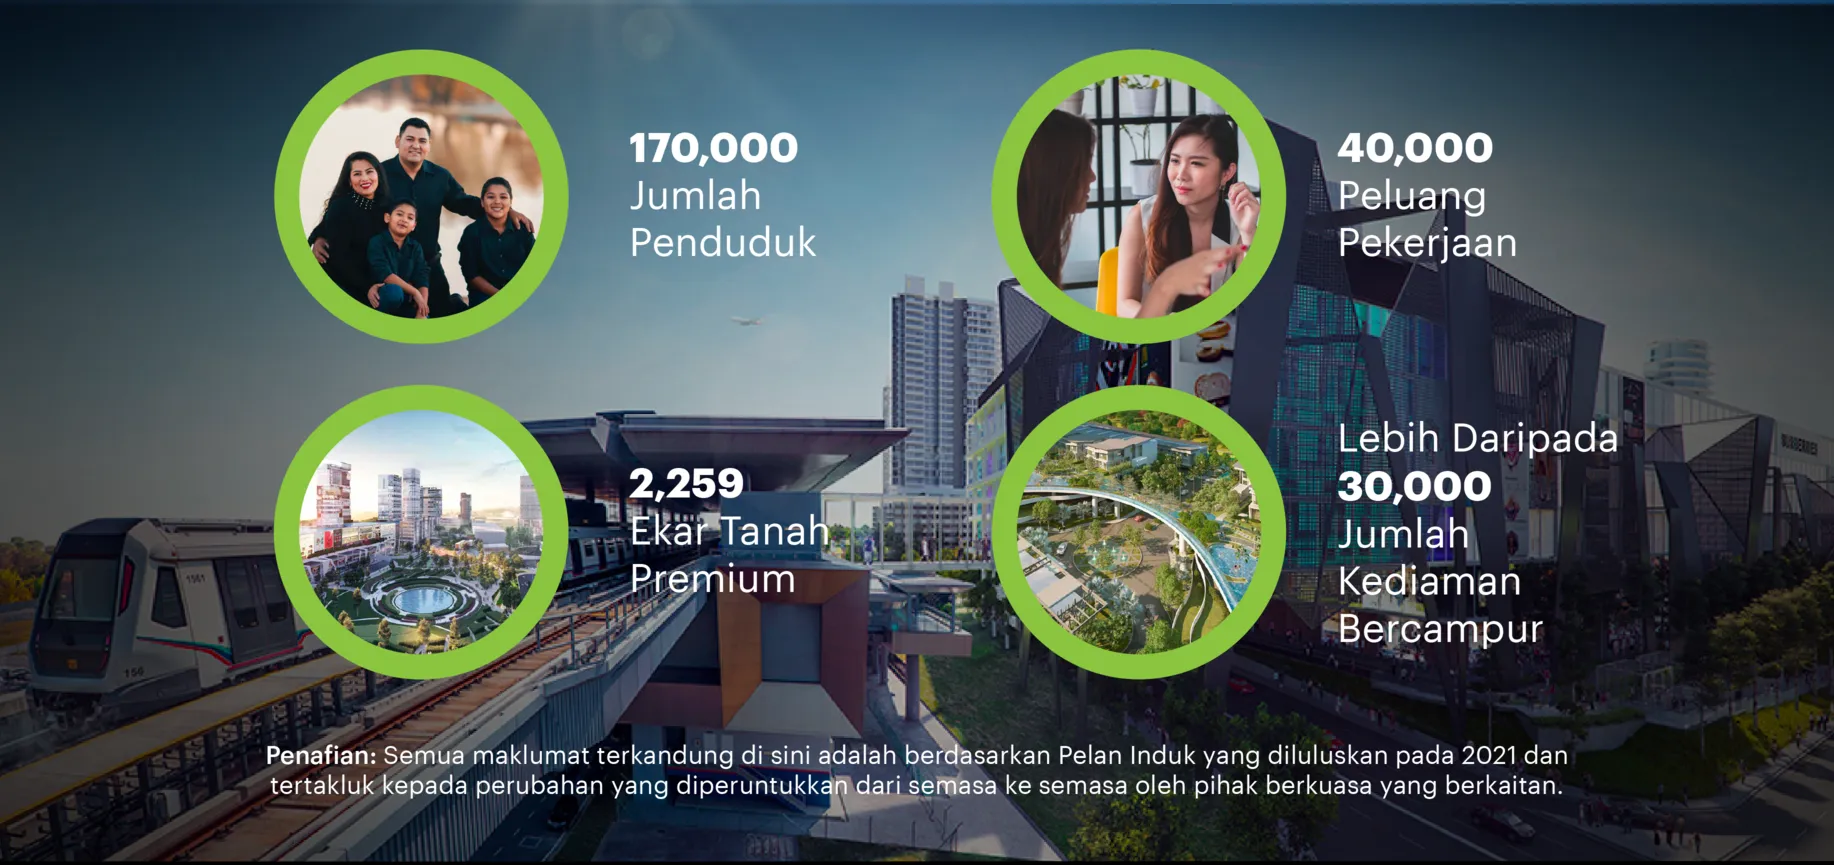 170,000
Jumlah
Penduduk
40,000
Peluang
Pekerjaan
2,259
Ekar Tanah
Premium
Lebih Daripada
30,000
Jumlah
Kediaman
Bercampur
1561
156
Penafian: Semua maklumat terkandung di sini adalah berdasarkan Pelan Induk yang diluluskan pada 2021 dan
tertakluk kepada perubahan yang diperuntukkan dari semasa ke semasa oleh pihak berkuasa yang berkaitan.